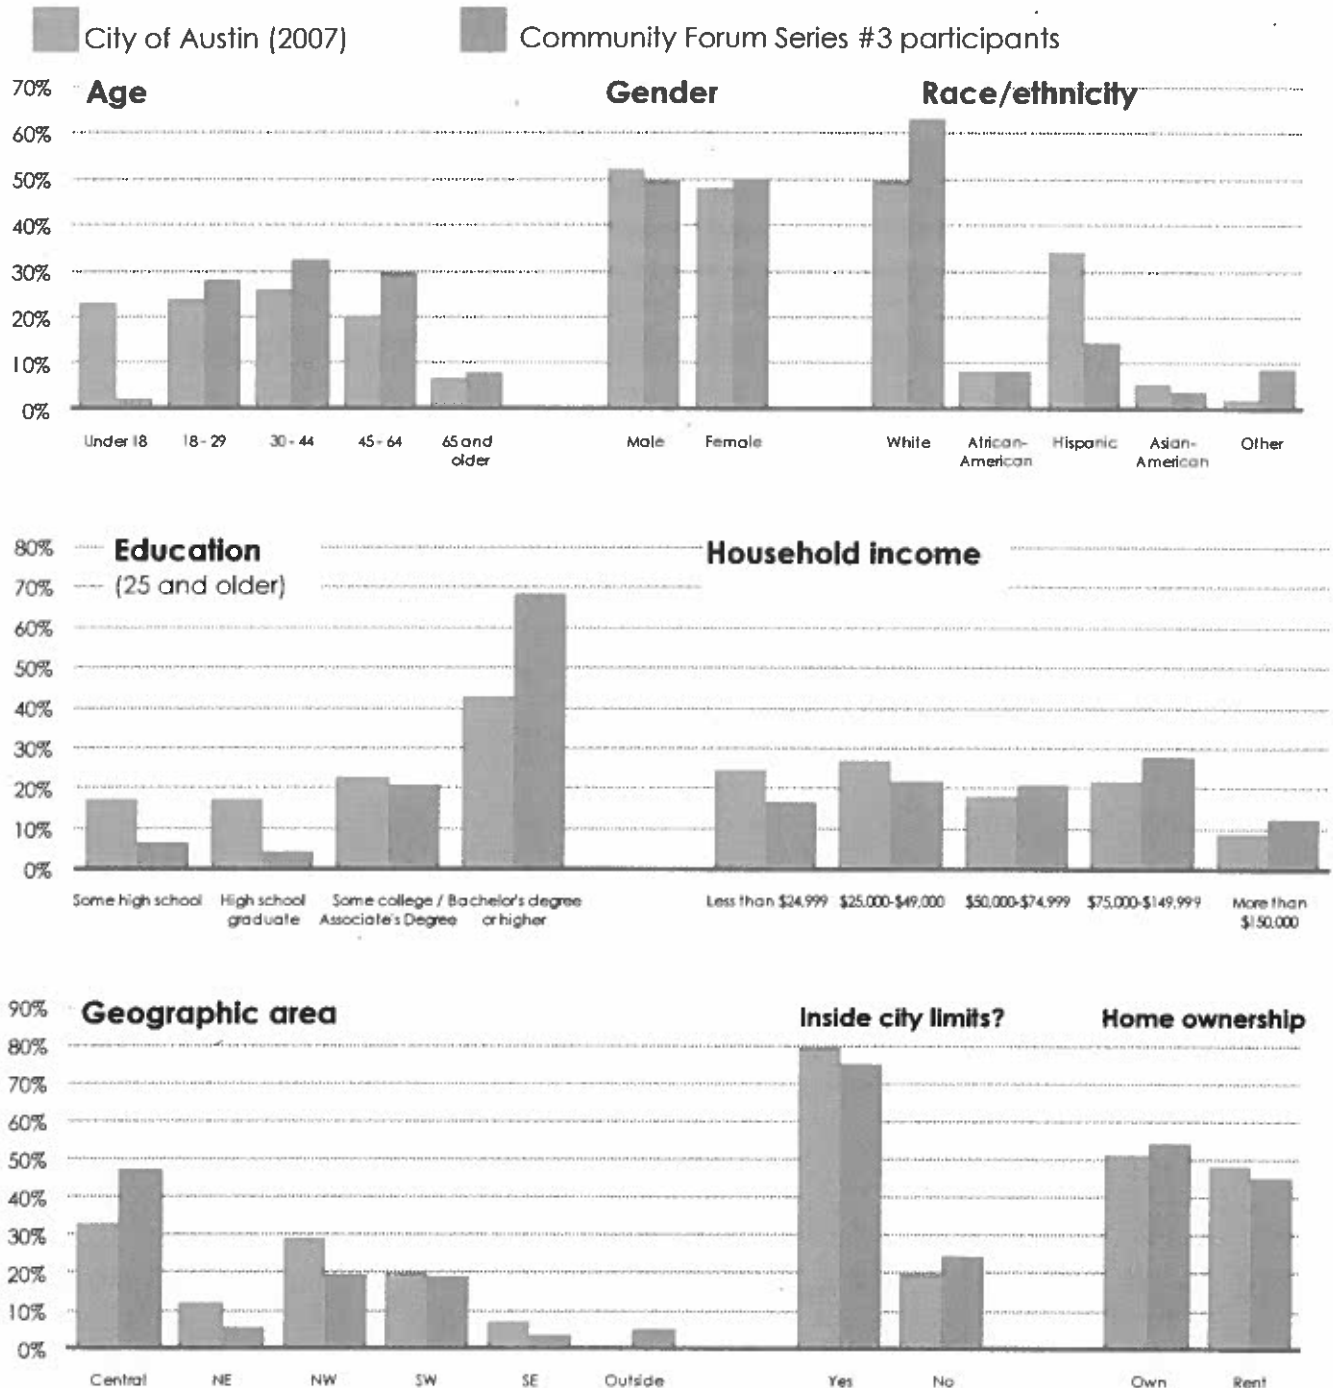 City of Austin (2007)
Community Forum Series #3 participants
Age
Gender
Race/ethnicity
70%
60%
50%
40%
30%
20%
10%
0%
Under 18
18 - 29
30 - 44
45 - 64
65 and
older
Male
Female
White
African-
American
Hispanic
Asian-
American
Other
Education
(25 and older)
Household income
80%
70%
60%
50%
40%
30%
20%
10%
0%
Some high school
High school
graduate
Some college /
Associate's Degree
Bachelor's degree
or higher
Less than $24,999
$25,000-$49,000
$50,000-$74,999
$75,000-$149,999
More than
$150,000
Geographic area
Inside city limits?
Home ownership
90%
80%
70%
60%
50%
40%
30%
20%
10%
0%
Central
NE
NW
SW
SE
Outside
Yes
No
Own
Rent